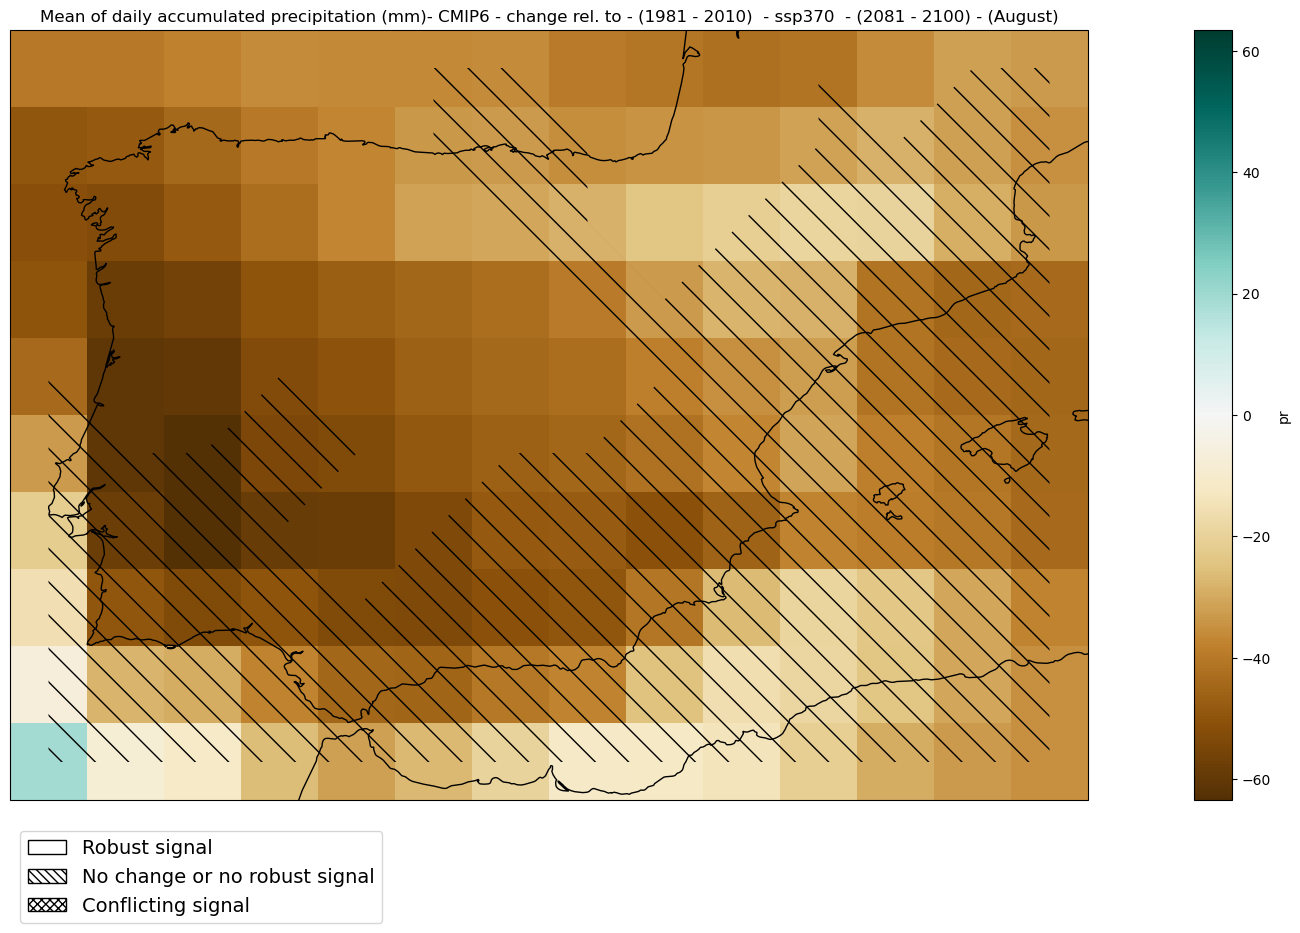 Mean of daily accumulated precipitation (mm)- CMIP6 - change rel. to - (1981 - 2010)  - ssp370  - (2081 - 2100) - (August)
60
40
20
0
−20
−40
−60
pr
Robust signal
No change or no robust signal
Conflicting signal